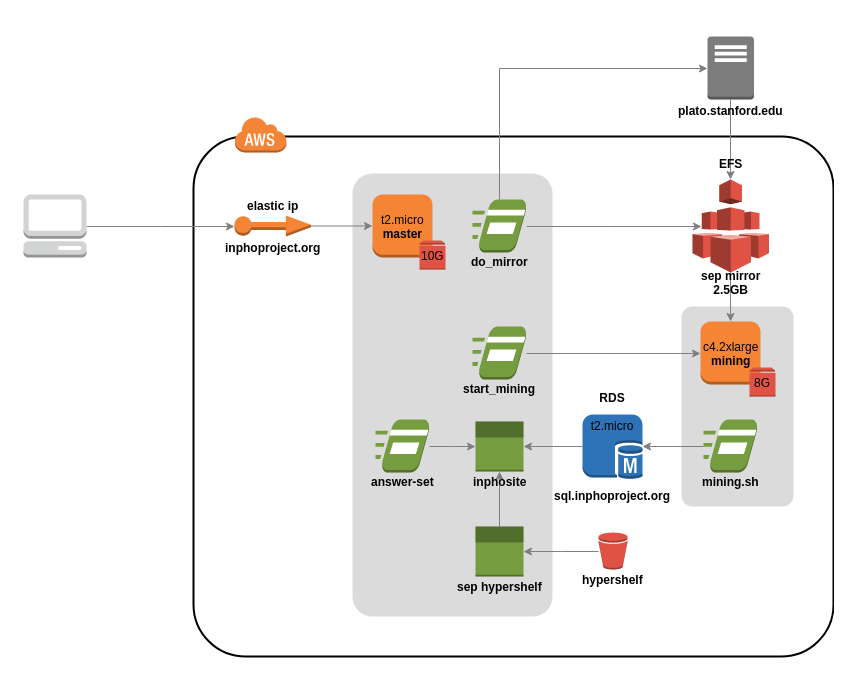 plato.stanford.edu
AWS
EFS
elastic ip
inphoproject.org
t2.micro
master
10G
do_mirror
sep mirror
2.5GB
start_mining
c4.2xlarge
mining
8G
RDS
t2.micro
M
answer-set
inphosite
sql.inphoproject.org
mining.sh
sep hypershelf
hypershelf